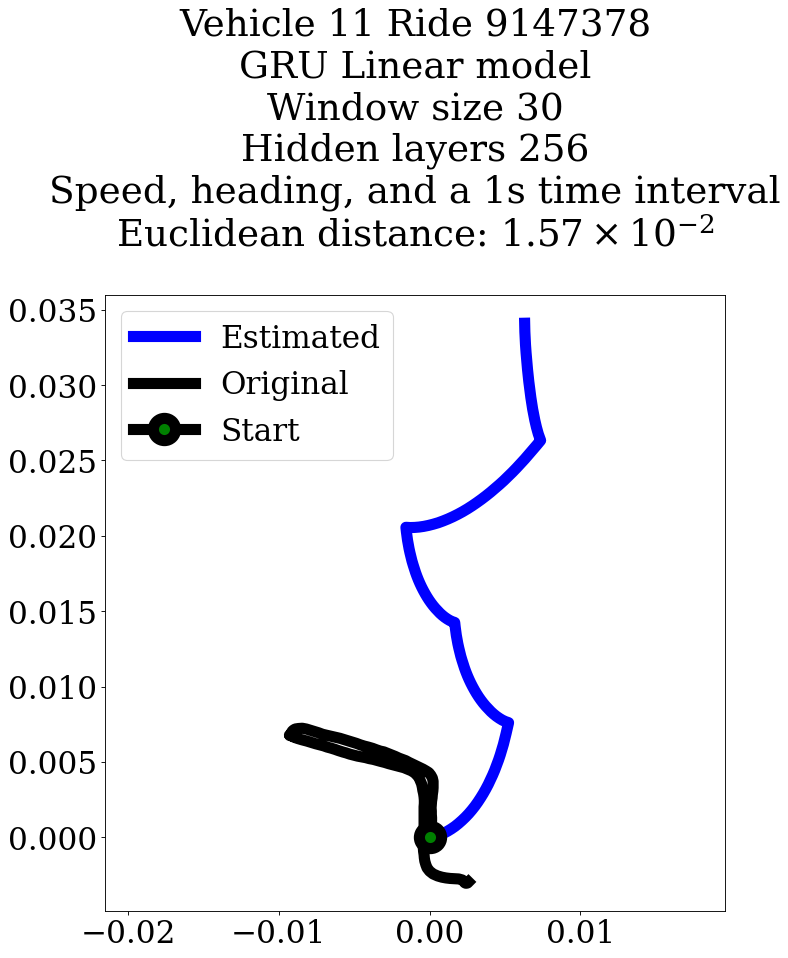 Vehicle 11 Ride 9147378
GRU Linear model
Window size 30
Hidden layers 256
Speed, heading, and a 1s time interval
Euclidean distance: 1.57 × 10⁻²
Estimated
Original
Start
0.035
0.030
0.025
0.020
0.015
0.010
0.005
0.000
−0.02 −0.01 0.00 0.01